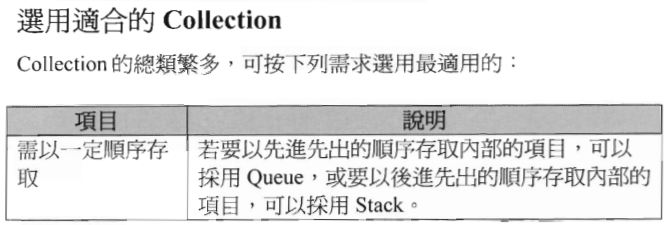 選用適合的 Collection
Collection 的總類繁多，可按下列需求選用最適用的：
項目
說明
需以一定順序存
取
若要以先進先出的順序存取內部的項目，可以
採用 Queue，或要以後進先出的順序存取內部的
項目，可以採用 Stack。